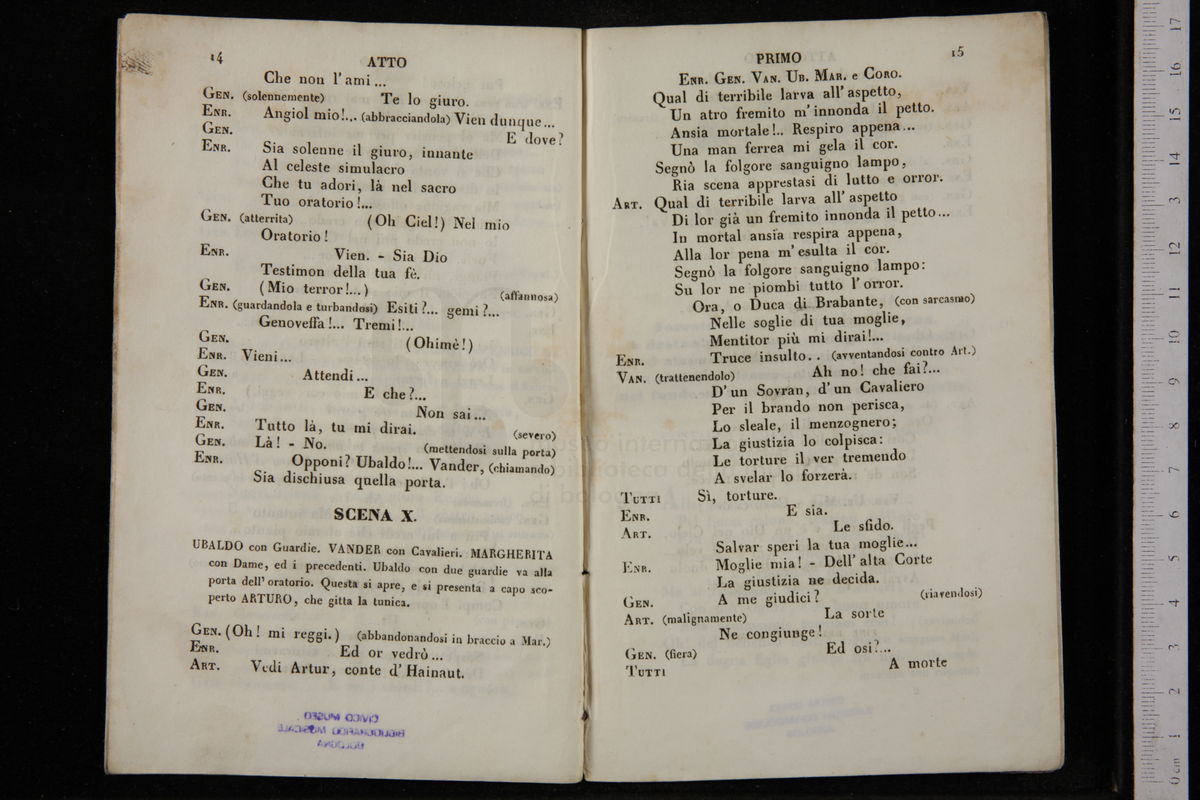 14
ATTO
Che non l'ami ...
GEN. (solennemente) Te lo giuro.
ENR. Angiol mio!... (abbracciandola) Vien dunque...
GEN. E dove?
ENR. Sia solenne il giuro, innante
Al celeste simulacro
Che tu adori, là nel sacro
Tuo oratorio!...
GEN. (atterrita) (Oh Ciel!) Nel mio
Oratorio!
ENR. Vien. - Sia Dio
Testimon della tua fè.
GEN. (Mio terror!...) (affannosa)
ENR. (guardandola e turbandosi) Esiti?... gemi?...
Genoveffa!... Tremi!...
GEN. (Ohimè!)
ENR. Vieni...
GEN. Attendi...
ENR. E che?...
GEN. Non sai...
ENR. Tutto là, tu mi dirai. (severo)
GEN. Là! - No. (mettendosi sulla porta)
ENR. Opponi? Ubaldo!... Vander, (chiamando)
Sia dischiusa quella porta.
SCENA X.
UBALDO con Guardie. VANDER con Cavalieri. MARGHERITA
con Dame, ed i precedenti. Ubaldo con due guardie va alla
porta dell' oratorio. Questa si apre, e si presenta a capo sco-
perto ARTURO, che gitta la tunica.
GEN. (Oh! mi reggi.) (abbandonandosi in braccio a Mar.)
ENR. Ed or vedrò...
ART. Vedi Artur, conte d'Hainaut.
CIVICO MUSEO
BIBLIOGRAFICO MUSICALE
BOLOGNA
PRIMO
15
ENR. GEN. VAN. UB. MAR. e CORO.
Qual di terribile larva all' aspetto,
Un atro fremito m'innonda il petto.
Ansia mortale!.. Respiro appena...
Una man ferrea mi gela il cor.
Segnò la folgore sanguigno lampo,
Ria scena apprestasi di lutto e orror.
ART. Qual di terribile larva all' aspetto
Di lor già un fremito innonda il petto...
In mortal ansia respira appena,
Alla lor pena m'esulta il cor.
Segnò la folgore sanguigno lampo:
Su lor ne piombi tutto l'orror.
Ora, o Duca di Brabante, (con sarcasmo)
Nelle soglie di tua moglie,
Mentitor più mi dirai!...
ENR. Truce insulto.. (avventandosi contro Art.)
VAN. (trattenendolo) Ah no! che fai?...
D'un Sovran, d'un Cavaliero
Per il brando non perisca,
Lo sleale, il menzognero;
La giustizia lo colpisca:
Le torture il ver tremendo
A svelar lo forzerà.
TUTTI Sì, torture.
ENR. E sia.
ART. Le sfido.
Salvar speri la tua moglie...
ENR. Moglie mia! - Dell'alta Corte
La giustizia ne decida.
GEN. A me giudici? (riavendosi)
ART. (malignamente) La sorte
Ne congiunge!
GEN. (fiera) Ed osi?...
TUTTI A morte